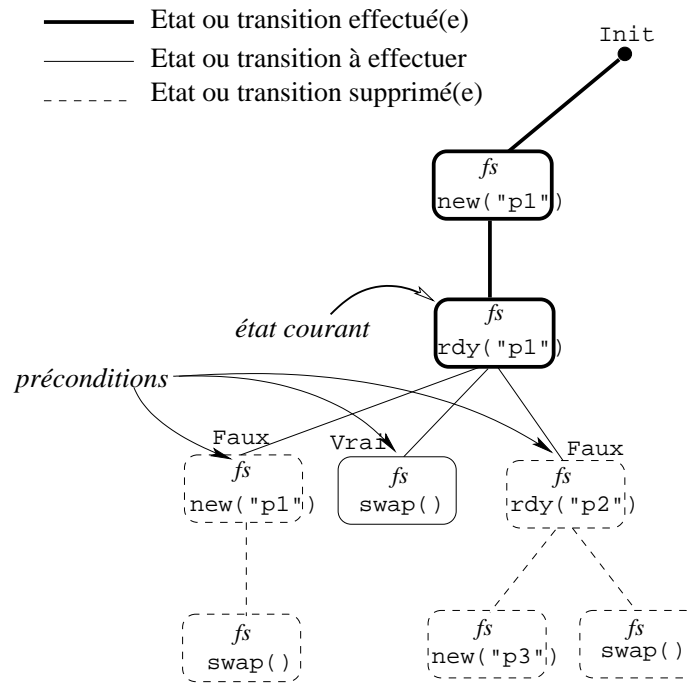 Etat ou transition effectué(e)
Init
Etat ou transition à effectuer
Etat ou transition supprimé(e)
fs
new("p1")
état courant
fs
rdy("p1")
préconditions
Faux
Vrai
Faux
fs
new("p1")
fs
swap()
fs
rdy("p2")
fs
swap()
fs
new("p3")
fs
swap()